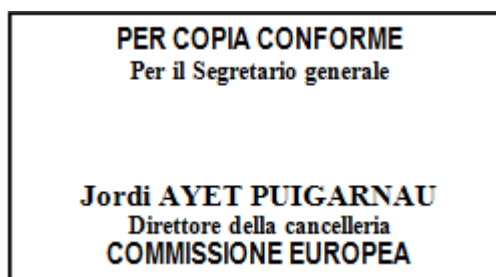 PER COPIA CONFORME
Per il Segretario generale
Jordi AYET PUIGARNAU
Direttore della cancelleria
COMMISSIONE EUROPEA